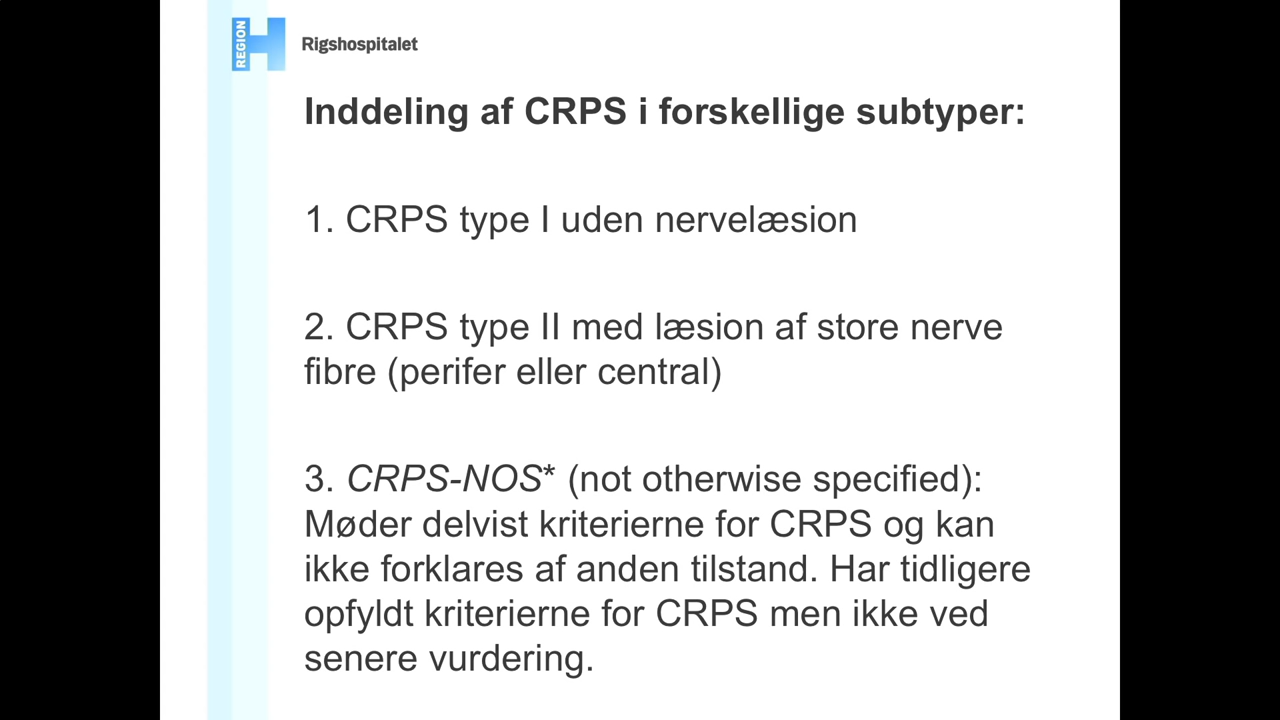 REGION
Rigshospitalet
Inddeling af CRPS i forskellige subtyper:
1. CRPS type I uden nervelæsion
2. CRPS type II med læsion af store nerve
fibre (perifer eller central)
3. CRPS-NOS* (not otherwise specified):
Møder delvist kriterierne for CRPS og kan
ikke forklares af anden tilstand. Har tidligere
opfyldt kriterierne for CRPS men ikke ved
senere vurdering.